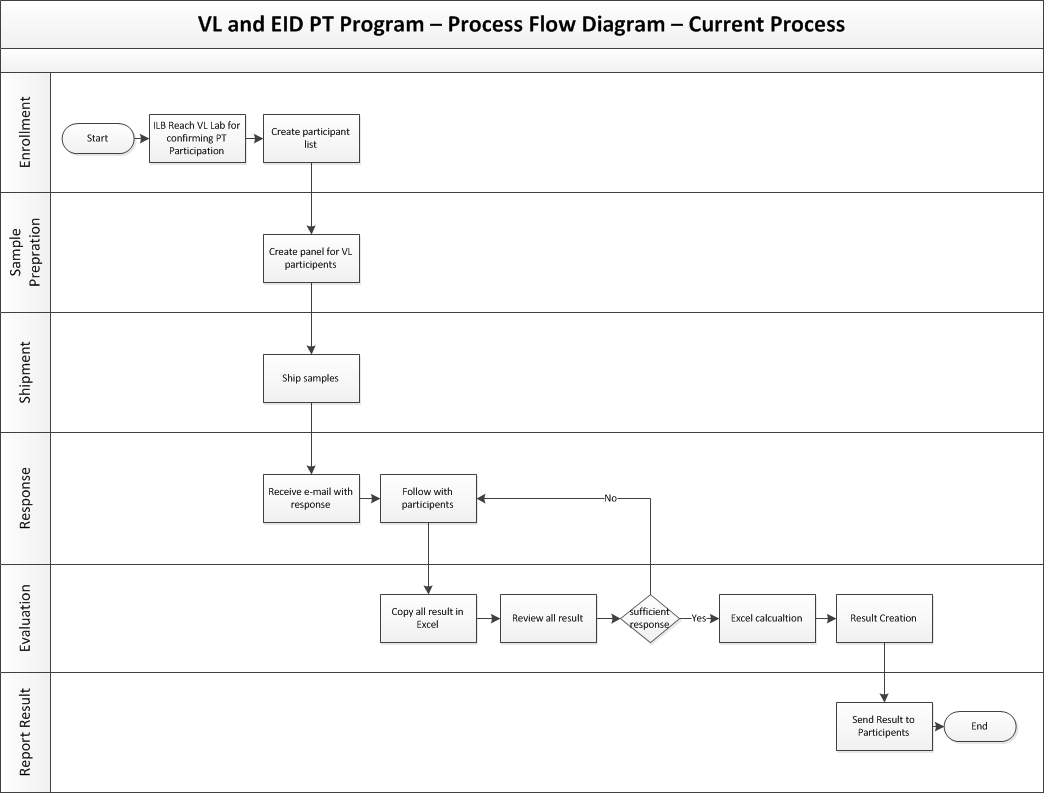 VL and EID PT Program – Process Flow Diagram – Current Process
Enrollment
Start
ILB Reach VL Lab for
confirming PT
Participation
Create participant
list
Sample
Prepration
Create panel for VL
participents
Shipment
Ship samples
Response
Receive e-mail with
response
Follow with
participants
No
Evaluation
Copy all result in
Excel
Review all result
sufficient
response
Yes
Excel calcualtion
Result Creation
Report Result
Send Result to
Participants
End